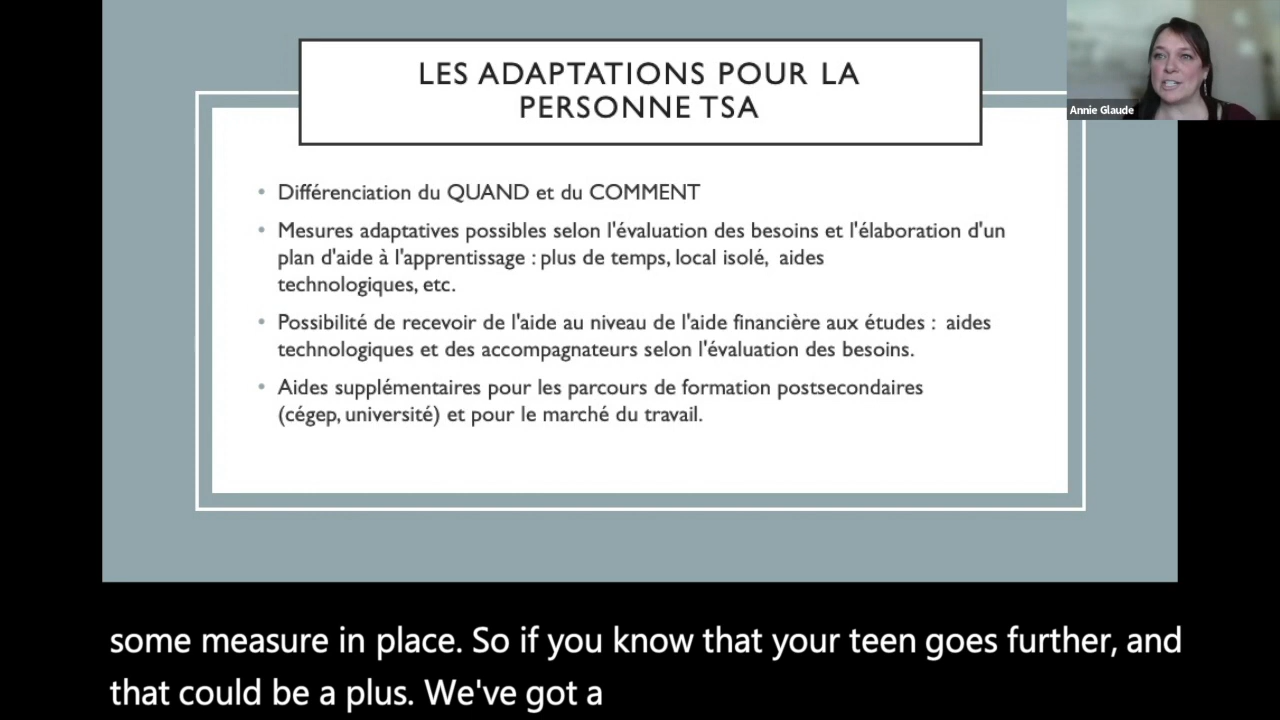 LES ADAPTATIONS POUR LA
PERSONNE TSA
Annie Glaude
• Différenciation du QUAND et du COMMENT
• Mesures adaptatives possibles selon l'évaluation des besoins et l'élaboration d'un
plan d'aide à l'apprentissage : plus de temps, local isolé,  aides
technologiques, etc.
• Possibilité de recevoir de l'aide au niveau de l'aide financière aux études :  aides
technologiques et des accompagnateurs selon l'évaluation des besoins.
• Aides supplémentaires pour les parcours de formation postsecondaires
(cégep, université) et pour le marché du travail.
some measure in place. So if you know that your teen goes further, and
that could be a plus. We've got a